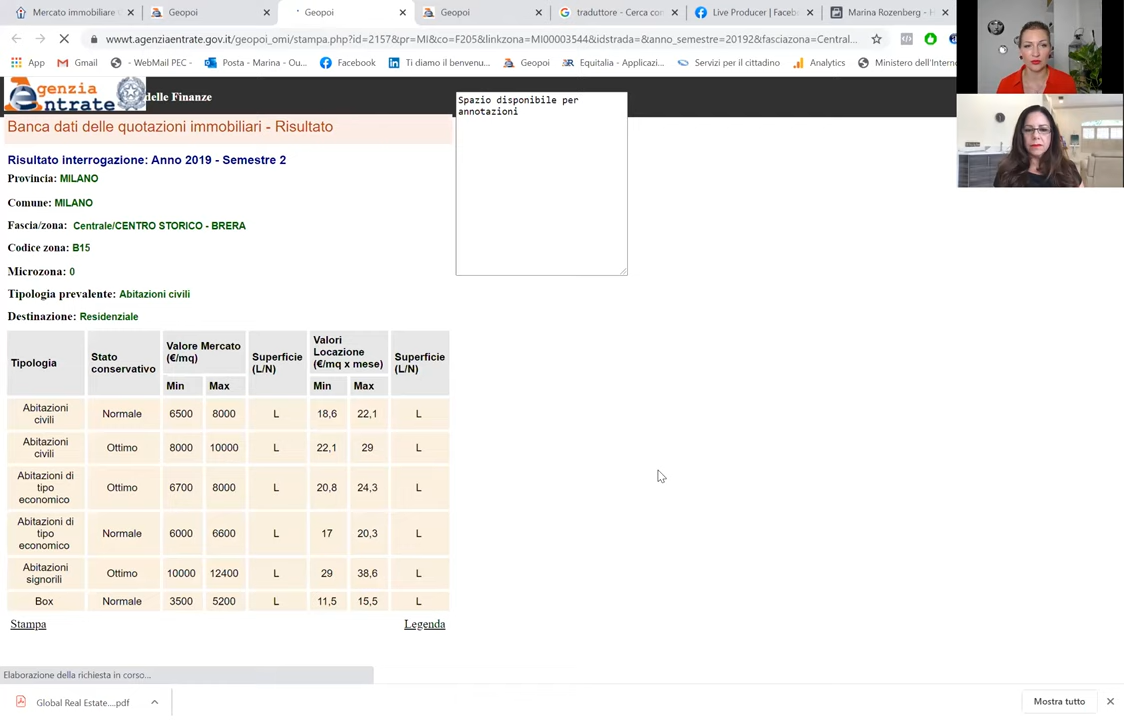 Mercato immobiliare
Geopoi
Geopoi
Geopoi
traduttore - Cerca con
Live Producer | Faceb
Marina Rozenberg - H
wwwt.agenziaentrate.gov.it/geopoi_omi/stampa.php?id=2157&pr=MI&co=F205&linkzona=MI00003544&idstrada=&anno_semestre=20192&fasciazona=Central...
App
Gmail
- WebMail PEC -
Posta - Marina - Ou...
Facebook
Ti diamo il benvenu...
Geopoi
Equitalia - Applicazi...
Servizi per il cittadino
Analytics
Ministero dell'Intern
genzia
ntrate
delle Finanze
Spazio disponibile per
annotazioni
Banca dati delle quotazioni immobiliari - Risultato
Risultato interrogazione: Anno 2019 - Semestre 2
Provincia: MILANO
Comune: MILANO
Fascia/zona: Centrale/CENTRO STORICO - BRERA
Codice zona: B15
Microzona: 0
Tipologia prevalente: Abitazioni civili
Destinazione: Residenziale
Tipologia
Stato
conservativo
Valore Mercato
(€/mq)
Superficie
(L/N)
Valori
Locazione
(€/mq x mese)
Superficie
(L/N)
Min Max Min Max
Abitazioni
civili
Normale 6500 8000 L 18,6 22,1 L
Abitazioni
civili
Ottimo 8000 10000 L 22,1 29 L
Abitazioni di
tipo
economico
Ottimo 6700 8000 L 20,8 24,3 L
Abitazioni di
tipo
economico
Normale 6000 6600 L 17 20,3 L
Abitazioni
signorili
Ottimo 10000 12400 L 29 38,6 L
Box Normale 3500 5200 L 11,5 15,5 L
Stampa Legenda
Elaborazione della richiesta in corso...
Global Real Estate....pdf
Mostra tutto